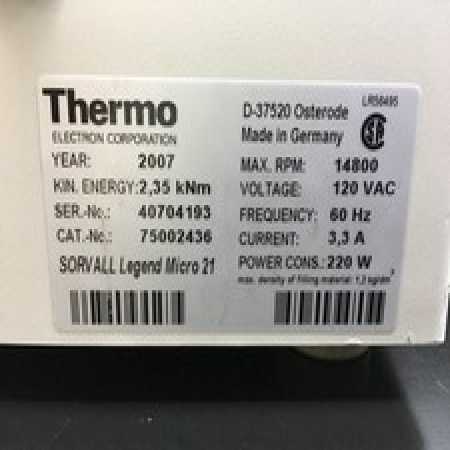 Thermo
ELECTRON CORPORATION
D-37520 Osterode
LR56495
Made in Germany
YEAR: 2007
MAX. RPM: 14800
KIN. ENERGY: 2,35 kNm
VOLTAGE: 120 VAC
SER.-No.: 40704193
FREQUENCY: 60 Hz
CAT.-No.: 75002436
CURRENT: 3,3 A
SORVALL Legend Micro 21
POWER CONS.: 220 W
max. density of filling material: 1,2 kg/dm³